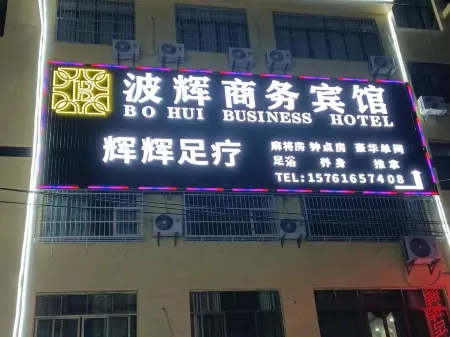 B
波辉商务宾馆
BO HUI BUSINESS HOTEL
辉辉足疗
麻将房 钟点房 豪华单间
足浴 养身 推拿
TEL:15761657408